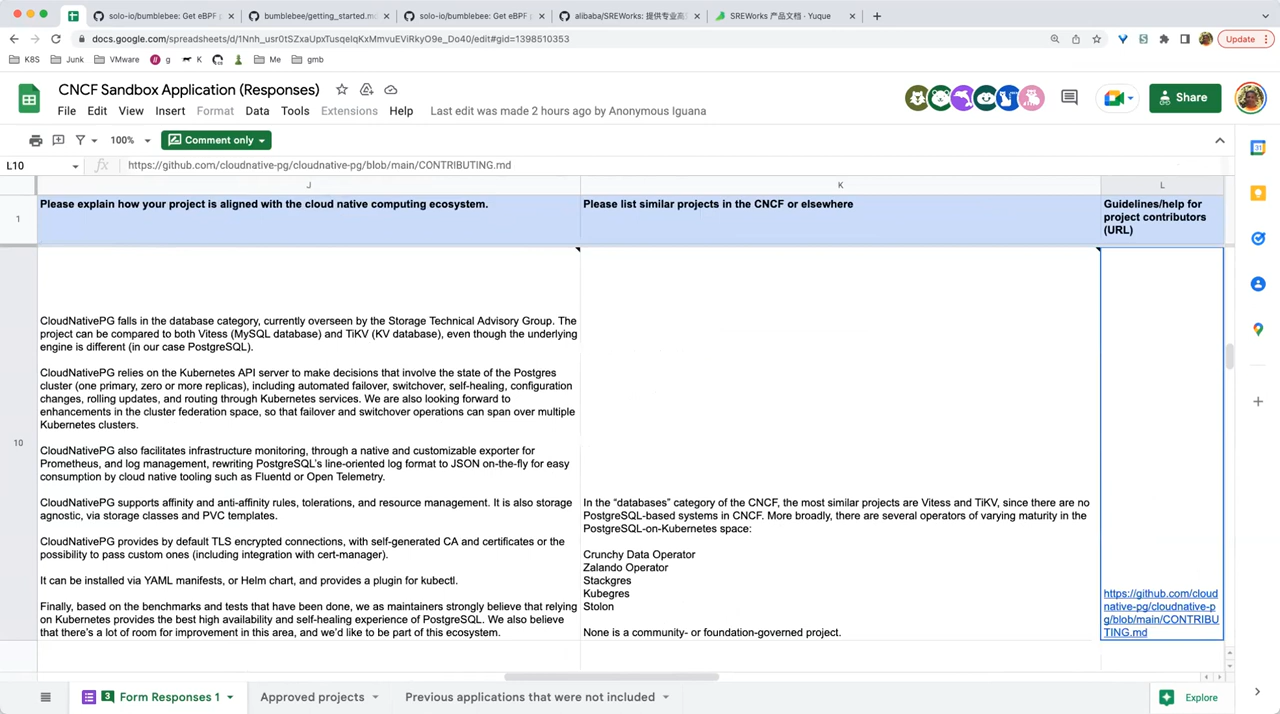 solo-io/bumblebee: Get eBPF
bumblebee/getting_started.m
solo-io/bumblebee: Get eBPF
alibaba/SREWorks: 提供专业高
SREWorks 产品文档 · Yuque
docs.google.com/spreadsheets/d/1Nnh_usr0tSZxaUpxTusqeIqKxMmvuEViRkyO9e_Do40/edit#gid=1398510353
Update
K8S
Junk
VMware
g
K
Me
gmb
CNCF Sandbox Application (Responses)
File Edit View Insert Format Data Tools Extensions Help Last edit was made 2 hours ago by Anonymous Iguana
Share
100%
Comment only
L10
fx
https://github.com/cloudnative-pg/cloudnative-pg/blob/main/CONTRIBUTING.md
J
K
L
1
Please explain how your project is aligned with the cloud native computing ecosystem.
Please list similar projects in the CNCF or elsewhere
Guidelines/help for
project contributors
(URL)
10
CloudNativePG falls in the database category, currently overseen by the Storage Technical Advisory Group. The
project can be compared to both Vitess (MySQL database) and TiKV (KV database), even though the underlying
engine is different (in our case PostgreSQL).
CloudNativePG relies on the Kubernetes API server to make decisions that involve the state of the Postgres
cluster (one primary, zero or more replicas), including automated failover, switchover, self-healing, configuration
changes, rolling updates, and routing through Kubernetes services. We are also looking forward to
enhancements in the cluster federation space, so that failover and switchover operations can span over multiple
Kubernetes clusters.
CloudNativePG also facilitates infrastructure monitoring, through a native and customizable exporter for
Prometheus, and log management, rewriting PostgreSQL's line-oriented log format to JSON on-the-fly for easy
consumption by cloud native tooling such as Fluentd or Open Telemetry.
CloudNativePG supports affinity and anti-affinity rules, tolerations, and resource management. It is also storage
agnostic, via storage classes and PVC templates.
CloudNativePG provides by default TLS encrypted connections, with self-generated CA and certificates or the
possibility to pass custom ones (including integration with cert-manager).
It can be installed via YAML manifests, or Helm chart, and provides a plugin for kubectl.
Finally, based on the benchmarks and tests that have been done, we as maintainers strongly believe that relying
on Kubernetes provides the best high availability and self-healing experience of PostgreSQL. We also believe
that there's a lot of room for improvement in this area, and we'd like to be part of this ecosystem.
In the “databases” category of the CNCF, the most similar projects are Vitess and TiKV, since there are no
PostgreSQL-based systems in CNCF. More broadly, there are several operators of varying maturity in the
PostgreSQL-on-Kubernetes space:
Crunchy Data Operator
Zalando Operator
Stackgres
Kubegres
Stolon
None is a community- or foundation-governed project.
https://github.com/cloud
native-pg/cloudnative-p
g/blob/main/CONTRIBU
TING.md
3 Form Responses 1
Approved projects
Previous applications that were not included
Explore